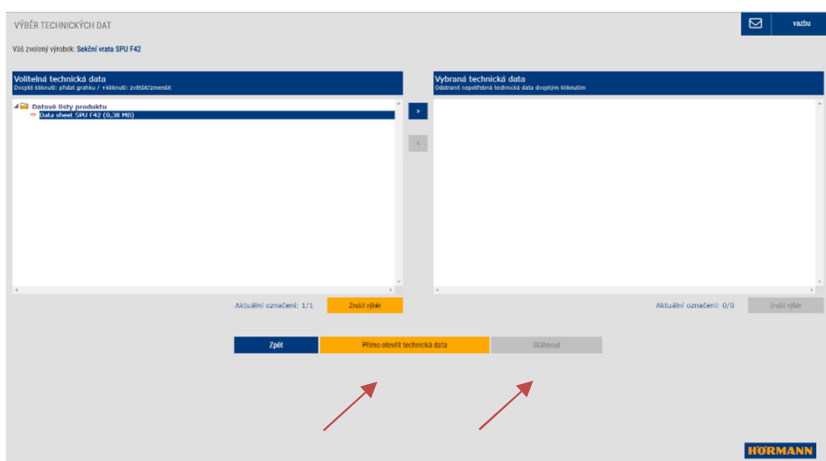 VÝBĚR TECHNICKÝCH DAT
vazbu
Váš zvolený výrobek: Sekční vrata SPU F42
Volitelná technická data
Dvojité kliknutí: přidat grafiku / +kliknutí: zvětšit/zmenšit
Datové listy produktu
Data sheet SPU F42 (0,38 MB)
>
<
Vybraná technická data
Odstranit nepotřebná technická data dvojitým kliknutím
Aktuální označení: 1/1
Zrušit výběr
Aktuální označení: 0/0
Zrušit výběr
Zpět
Přímo otevřít technická data
Stáhnout
HÖRMANN